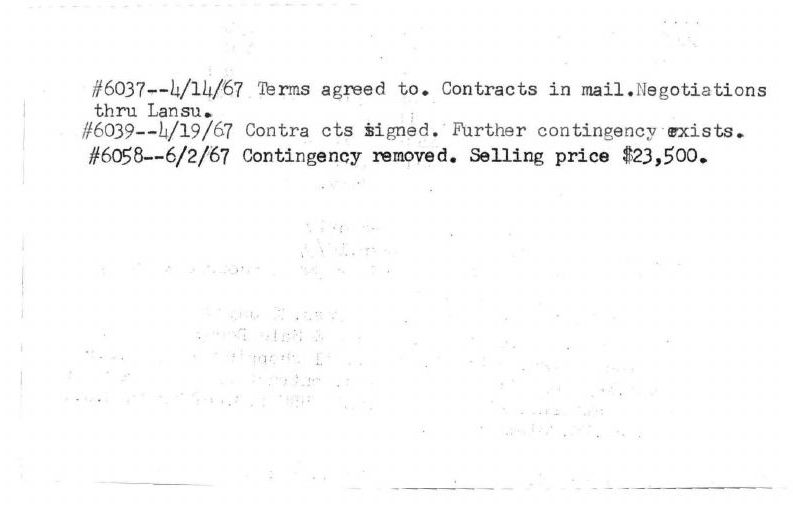 #6037--4/14/67 Terms agreed to. Contracts in mail.Negotiations
thru Lansu.
#6039--4/19/67 Contra cts signed. Further contingency exists.
#6058--6/2/67 Contingency removed. Selling price $23,500.